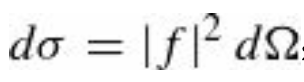 dσ = |f|² dΩ;